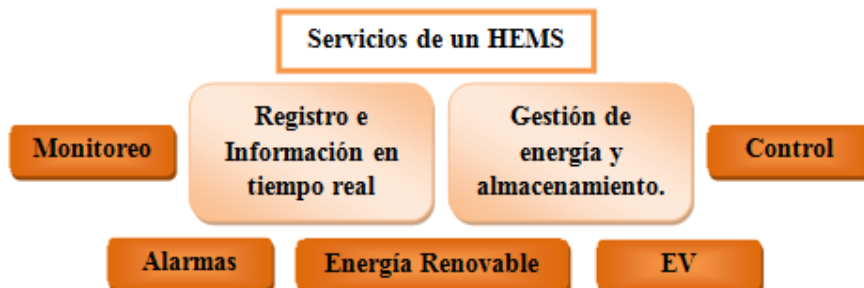 Servicios de un HEMS
Monitoreo
Registro e
Información en
tiempo real
Gestión de
energía y
almacenamiento.
Control
Alarmas
Energía Renovable
EV